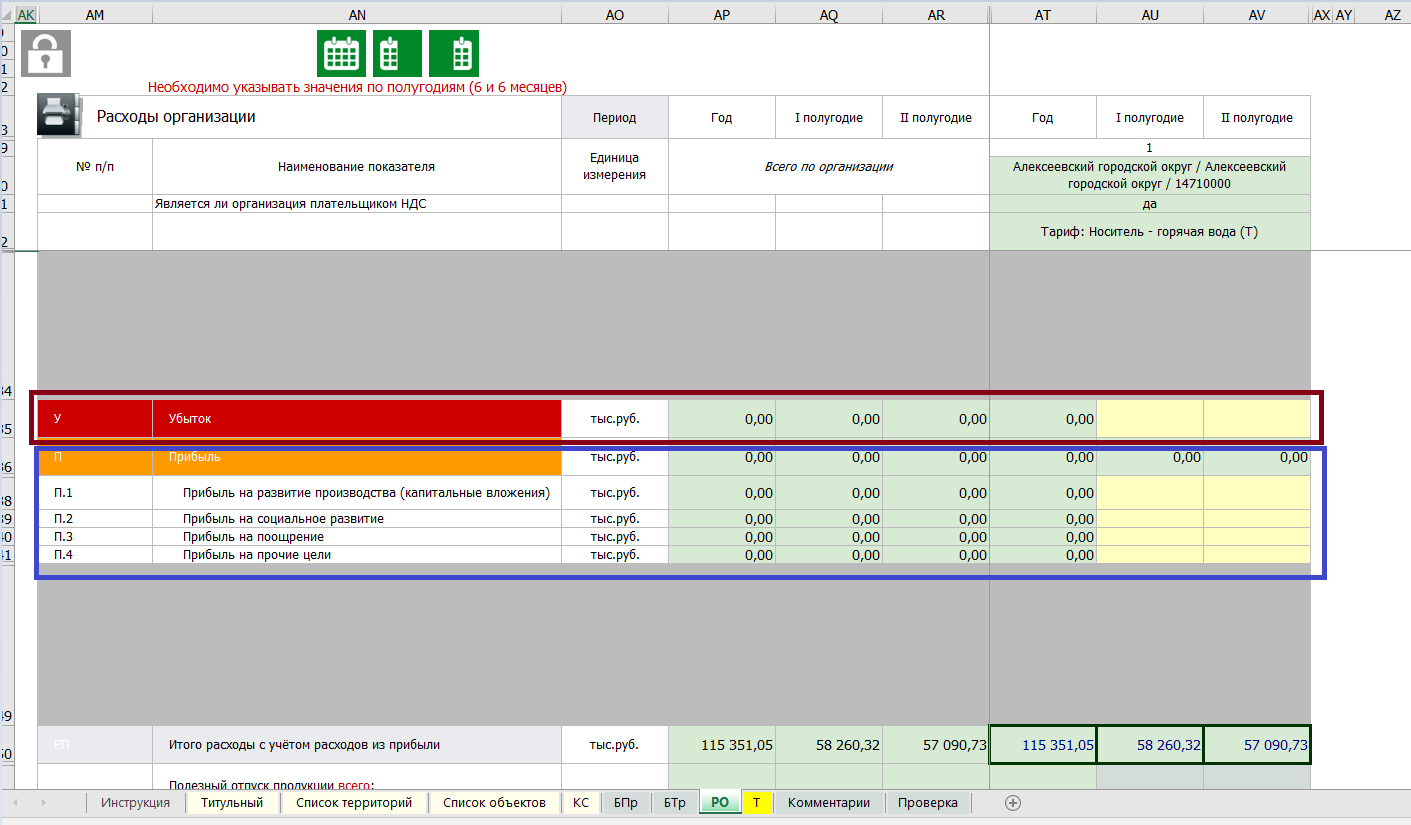 AK AM AN AO AP AQ AR AT AU AV AX AY AZ
Необходимо указывать значения по полугодиям (6 и 6 месяцев)
Расходы организации Период Год I полугодие II полугодие Год I полугодие II полугодие
№ п/п Наименование показателя Единица измерения Всего по организации 1
Алексеевский городской округ / Алексеевский
городской округ / 14710000
Является ли организация плательщиком НДС да
Тариф: Носитель - горячая вода (Т)
У Убыток тыс.руб. 0,00 0,00 0,00 0,00
П Прибыль тыс.руб. 0,00 0,00 0,00 0,00 0,00 0,00
П.1 Прибыль на развитие производства (капитальные вложения) тыс.руб. 0,00 0,00 0,00 0,00
П.2 Прибыль на социальное развитие тыс.руб. 0,00 0,00 0,00 0,00
П.3 Прибыль на поощрение тыс.руб. 0,00 0,00 0,00 0,00
П.4 Прибыль на прочие цели тыс.руб. 0,00 0,00 0,00 0,00
РП Итого расходы с учётом расходов из прибыли тыс.руб. 115 351,05 58 260,32 57 090,73 115 351,05 58 260,32 57 090,73
Полезный отпуск продукции всего:
Инструкция Титульный Список территорий Список объектов КС БПр БТр РО Т Комментарии Проверка